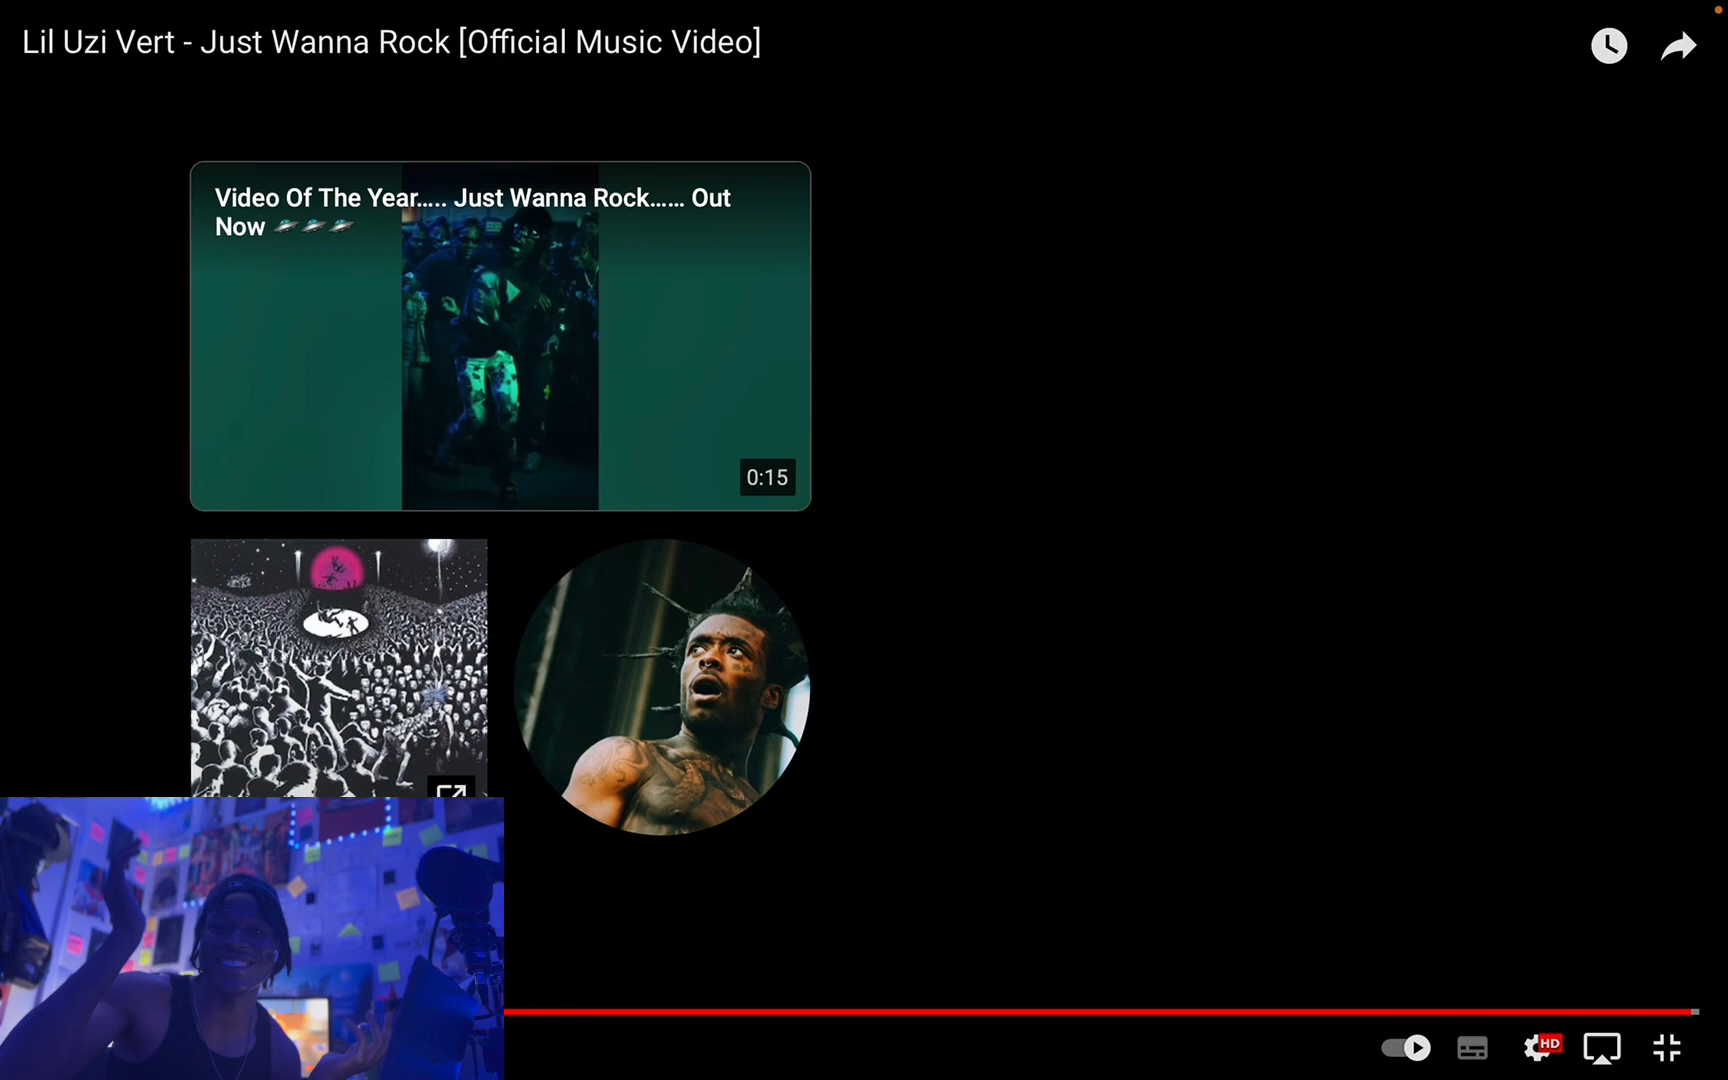 Lil Uzi Vert - Just Wanna Rock [Official Music Video]
Video Of The Year..... Just Wanna Rock...... Out
Now 🛸🛸🛸
0:15
HD